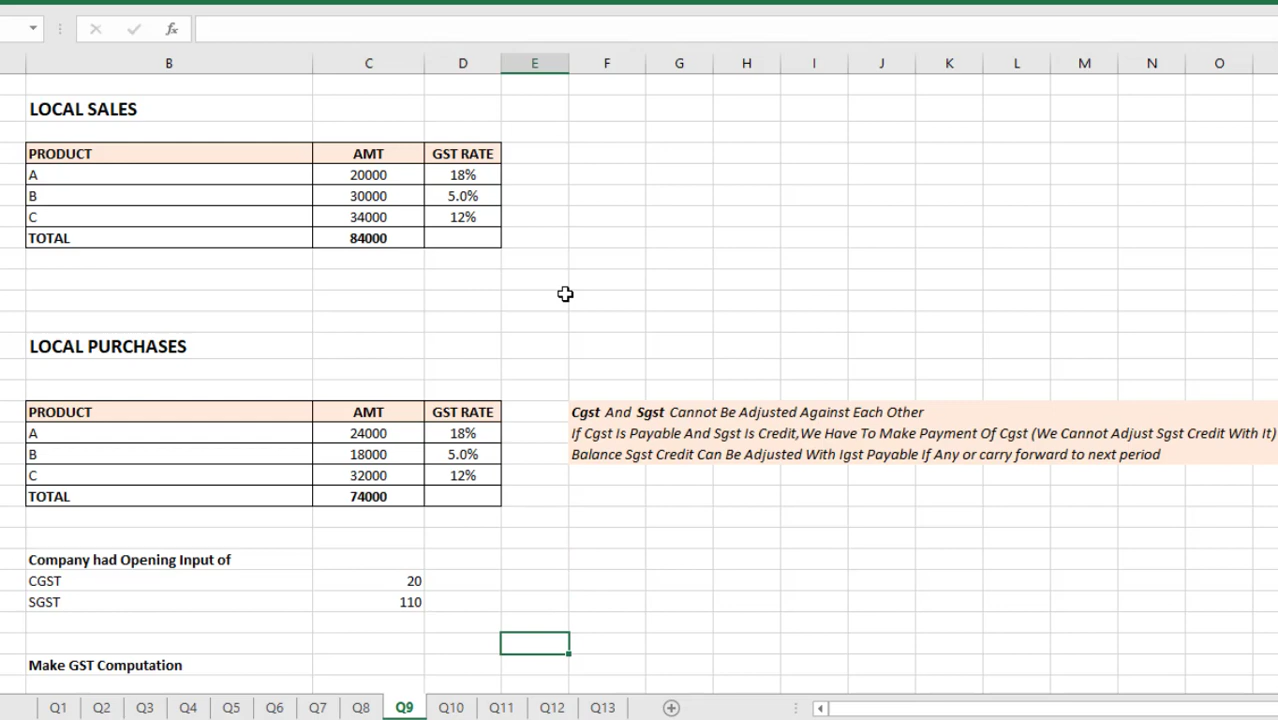 fx
B C D E F G H I J K L M N O
LOCAL SALES
PRODUCT AMT GST RATE
A 20000 18%
B 30000 5.0%
C 34000 12%
TOTAL 84000
LOCAL PURCHASES
PRODUCT AMT GST RATE
A 24000 18%
B 18000 5.0%
C 32000 12%
TOTAL 74000
Cgst And Sgst Cannot Be Adjusted Against Each Other
If Cgst Is Payable And Sgst Is Credit,We Have To Make Payment Of Cgst (We Cannot Adjust Sgst Credit With It)
Balance Sgst Credit Can Be Adjusted With Igst Payable If Any or carry forward to next period
Company had Opening Input of
CGST 20
SGST 110
Make GST Computation
Q1 Q2 Q3 Q4 Q5 Q6 Q7 Q8 Q9 Q10 Q11 Q12 Q13